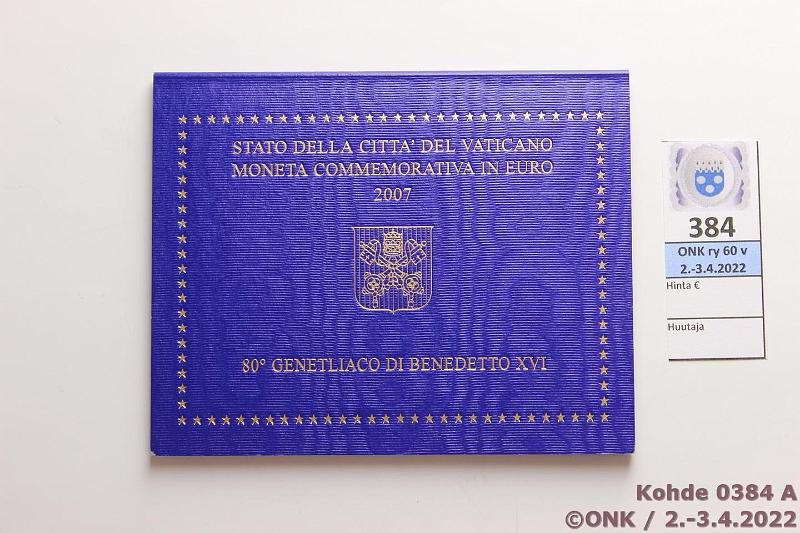 STATO DELLA CITTA' DEL VATICANO
MONETA COMMEMORATIVA IN EURO
2007
80° GENETLIACO DI BENEDETTO XVI
384
ONK ry 60 v
2.-3.4.2022
Hinta €
Huutaja
Kohde 0384 A
©ONK / 2.-3.4.2022